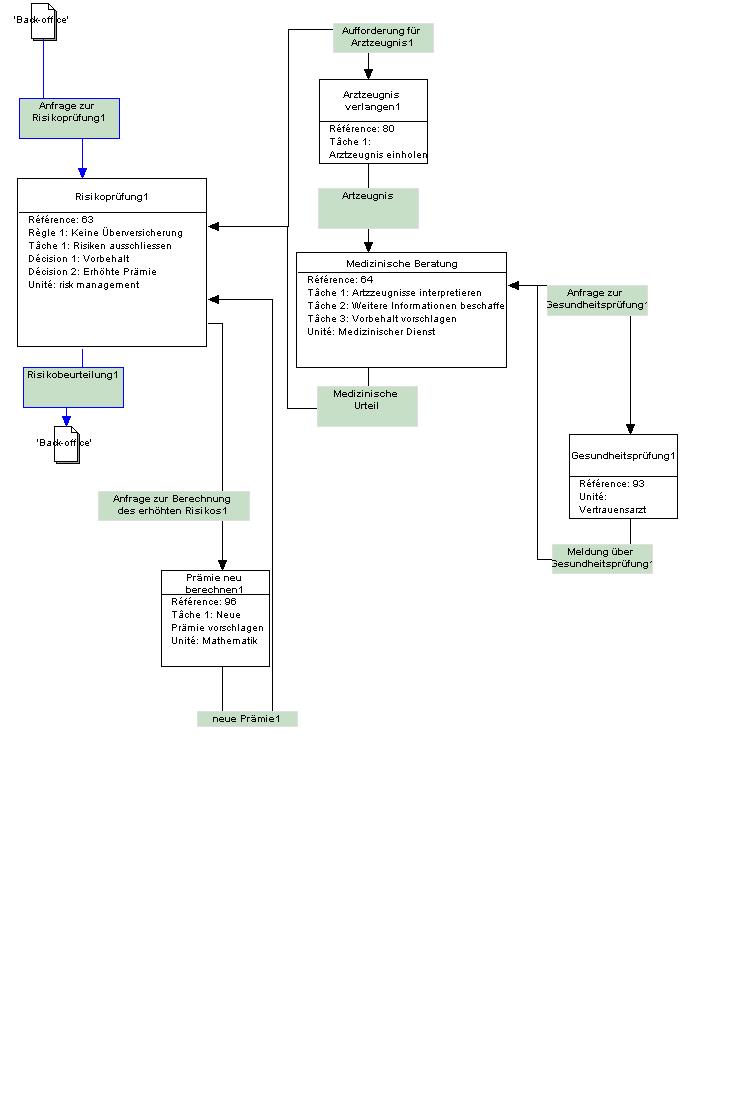 'Back-office'
Anfrage zur
Risikoprüfung1
Risikoprüfung1
Référence: 63
Règle 1: Keine Überversicherung
Tâche 1: Risiken ausschliessen
Décision 1: Vorbehalt
Décision 2: Erhöhte Prämie
Unité: risk management
Risikobeurteilung1
'Back-office'
Aufforderung für
Arztzeugnis1
Arztzeugnis
verlangen1
Référence: 80
Tâche 1:
Arztzeugnis einholen
Artzeugnis
Medizinische Beratung
Référence: 64
Tâche 1: Artzzeugnisse interpretieren
Tâche 2: Weitere Informationen beschaffe
Tâche 3: Vorbehalt vorschlagen
Unité: Medizinischer Dienst
Medizinische
Urteil
Anfrage zur
Gesundheitsprüfung1
Gesundheitsprüfung1
Référence: 93
Unité:
Vertrauensarzt
Meldung über
Gesundheitsprüfung1
Anfrage zur Berechnung
des erhöhten Risikos1
Prämie neu
berechnen1
Référence: 96
Tâche 1: Neue
Prämie vorschlagen
Unité: Mathematik
neue Prämie1